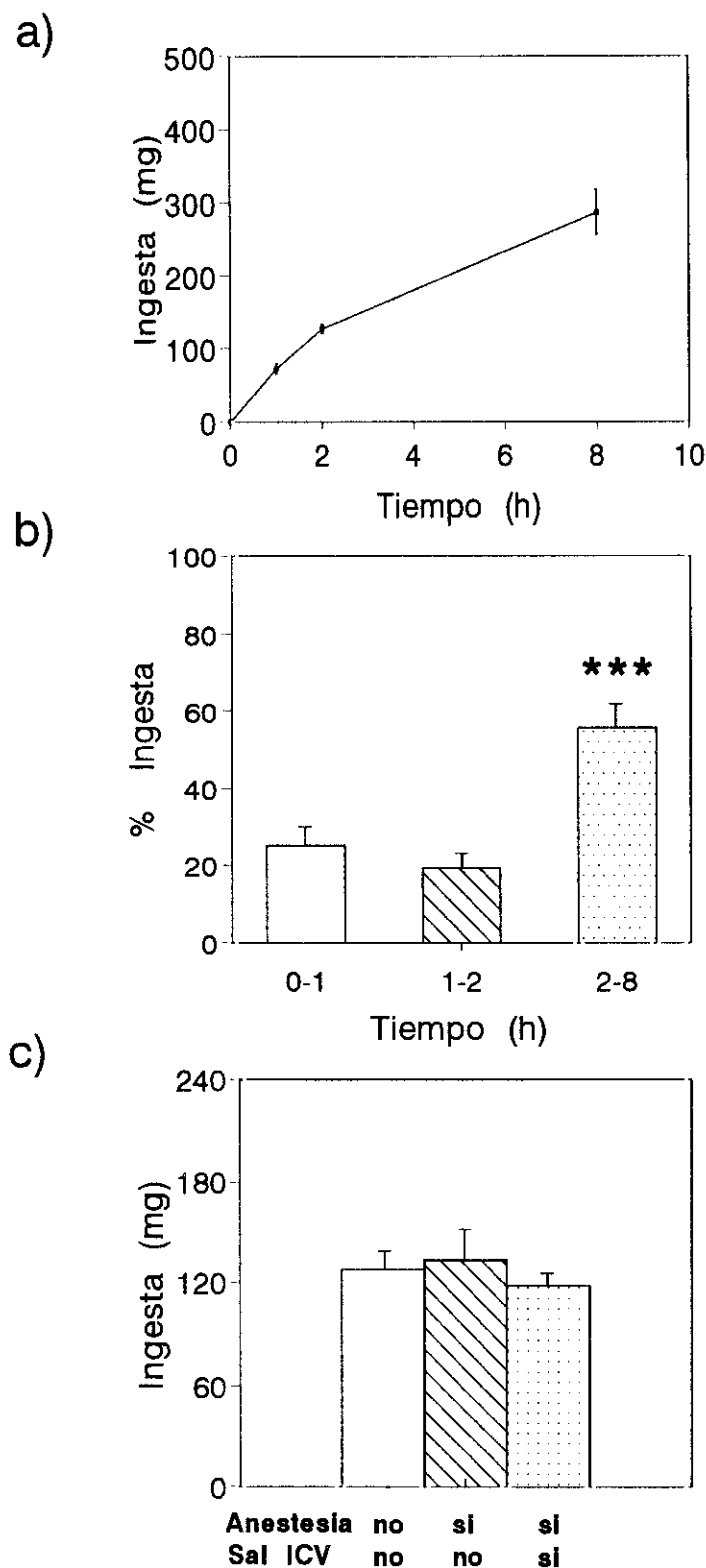 a)
500
400
300
200
100
0
Ingesta (mg)
0 2 4 6 8 10
Tiempo (h)
b)
100
80
60
40
20
0
% Ingesta
***
0-1 1-2 2-8
Tiempo (h)
c)
240
180
120
60
0
Ingesta (mg)
Anestesia no si si
Sal ICV no no si